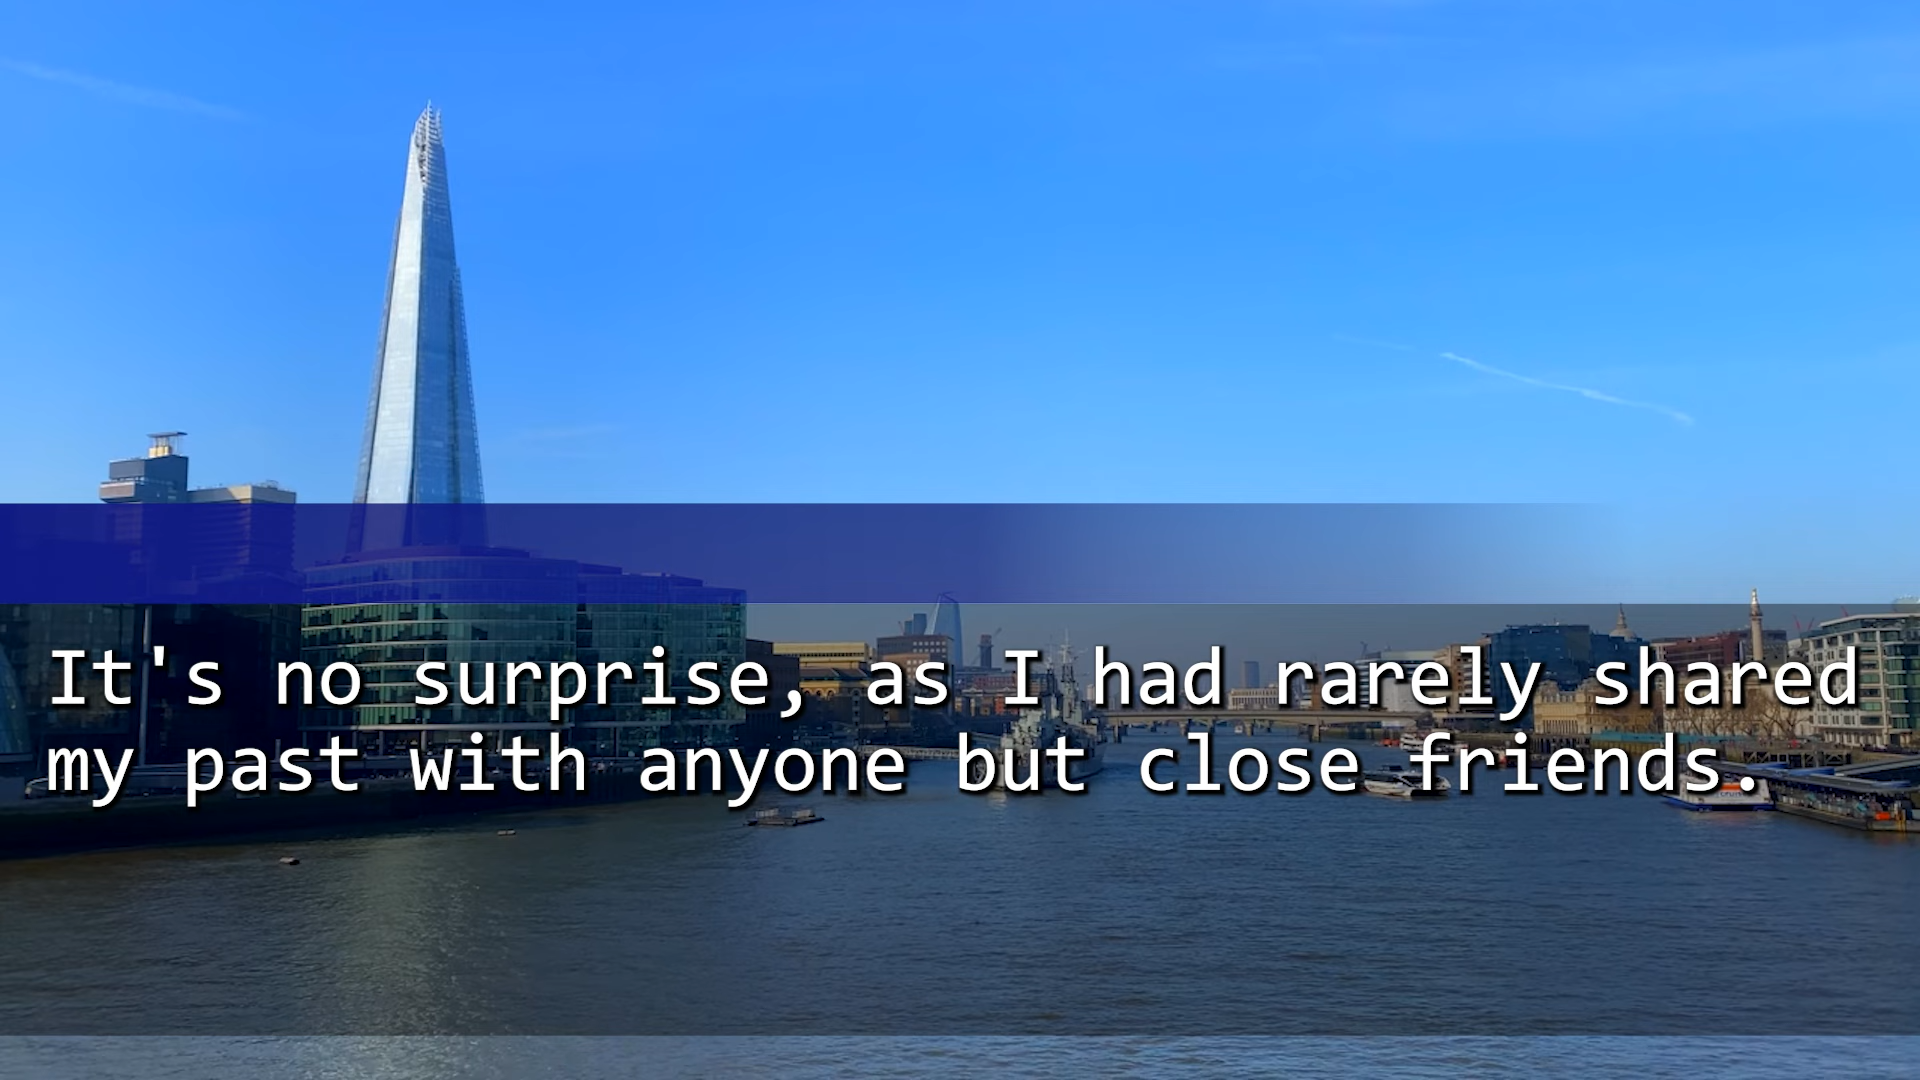 It's no surprise, as I had rarely shared
my past with anyone but close friends.